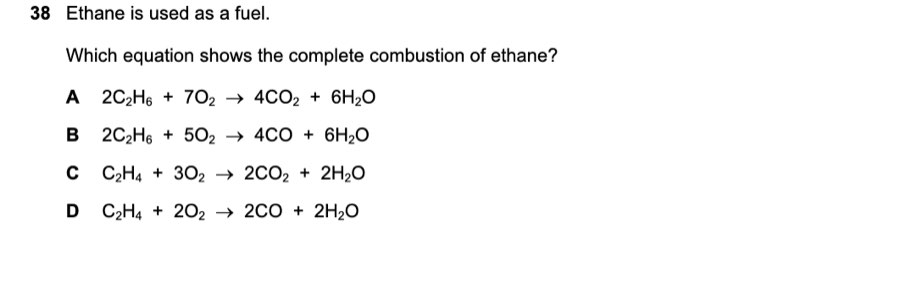 38 Ethane is used as a fuel.
Which equation shows the complete combustion of ethane?
A 2C₂H₆ + 7O₂ → 4CO₂ + 6H₂O
B 2C₂H₆ + 5O₂ → 4CO + 6H₂O
C C₂H₄ + 3O₂ → 2CO₂ + 2H₂O
D C₂H₄ + 2O₂ → 2CO + 2H₂O